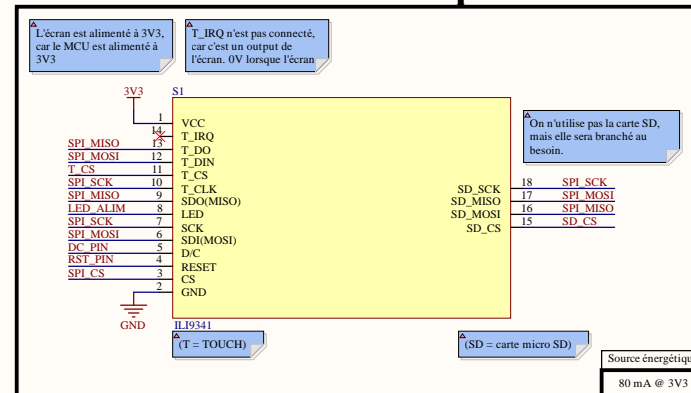 L'écran est alimenté à 3V3,
car le MCU est alimenté à
3V3
T_IRQ n'est pas connecté,
car c'est un output de
l'écran. 0V lorsque l'écran
3V3
S1
On n'utilise pas la carte SD,
mais elle sera branché au
besoin.
1 VCC
14 T_IRQ
SPI_MISO 13 T_DO
SPI_MOSI 12 T_DIN
T_CS 11 T_CS
SPI_SCK 10 T_CLK
SPI_MISO 9 SDO(MISO)
LED_ALIM 8 LED
SPI_SCK 7 SCK
SPI_MOSI 6 SDI(MOSI)
DC_PIN 5 D/C
RST_PIN 4 RESET
SPI_CS 3 CS
2 GND
SD_SCK 18 SPI_SCK
SD_MISO 17 SPI_MOSI
SD_MOSI 16 SPI_MISO
SD_CS 15 SD_CS
GND
ILI9341
(T = TOUCH)
(SD = carte micro SD)
Source énergétiqu
80 mA @ 3V3